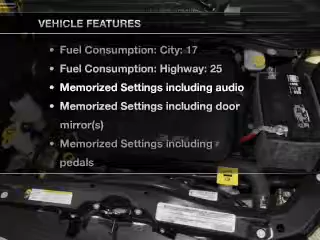 VEHICLE FEATURES
• Fuel Consumption: City: 17
• Fuel Consumption: Highway: 25
• Memorized Settings including audio
• Memorized Settings including door
mirror(s)
• Memorized Settings including
pedals